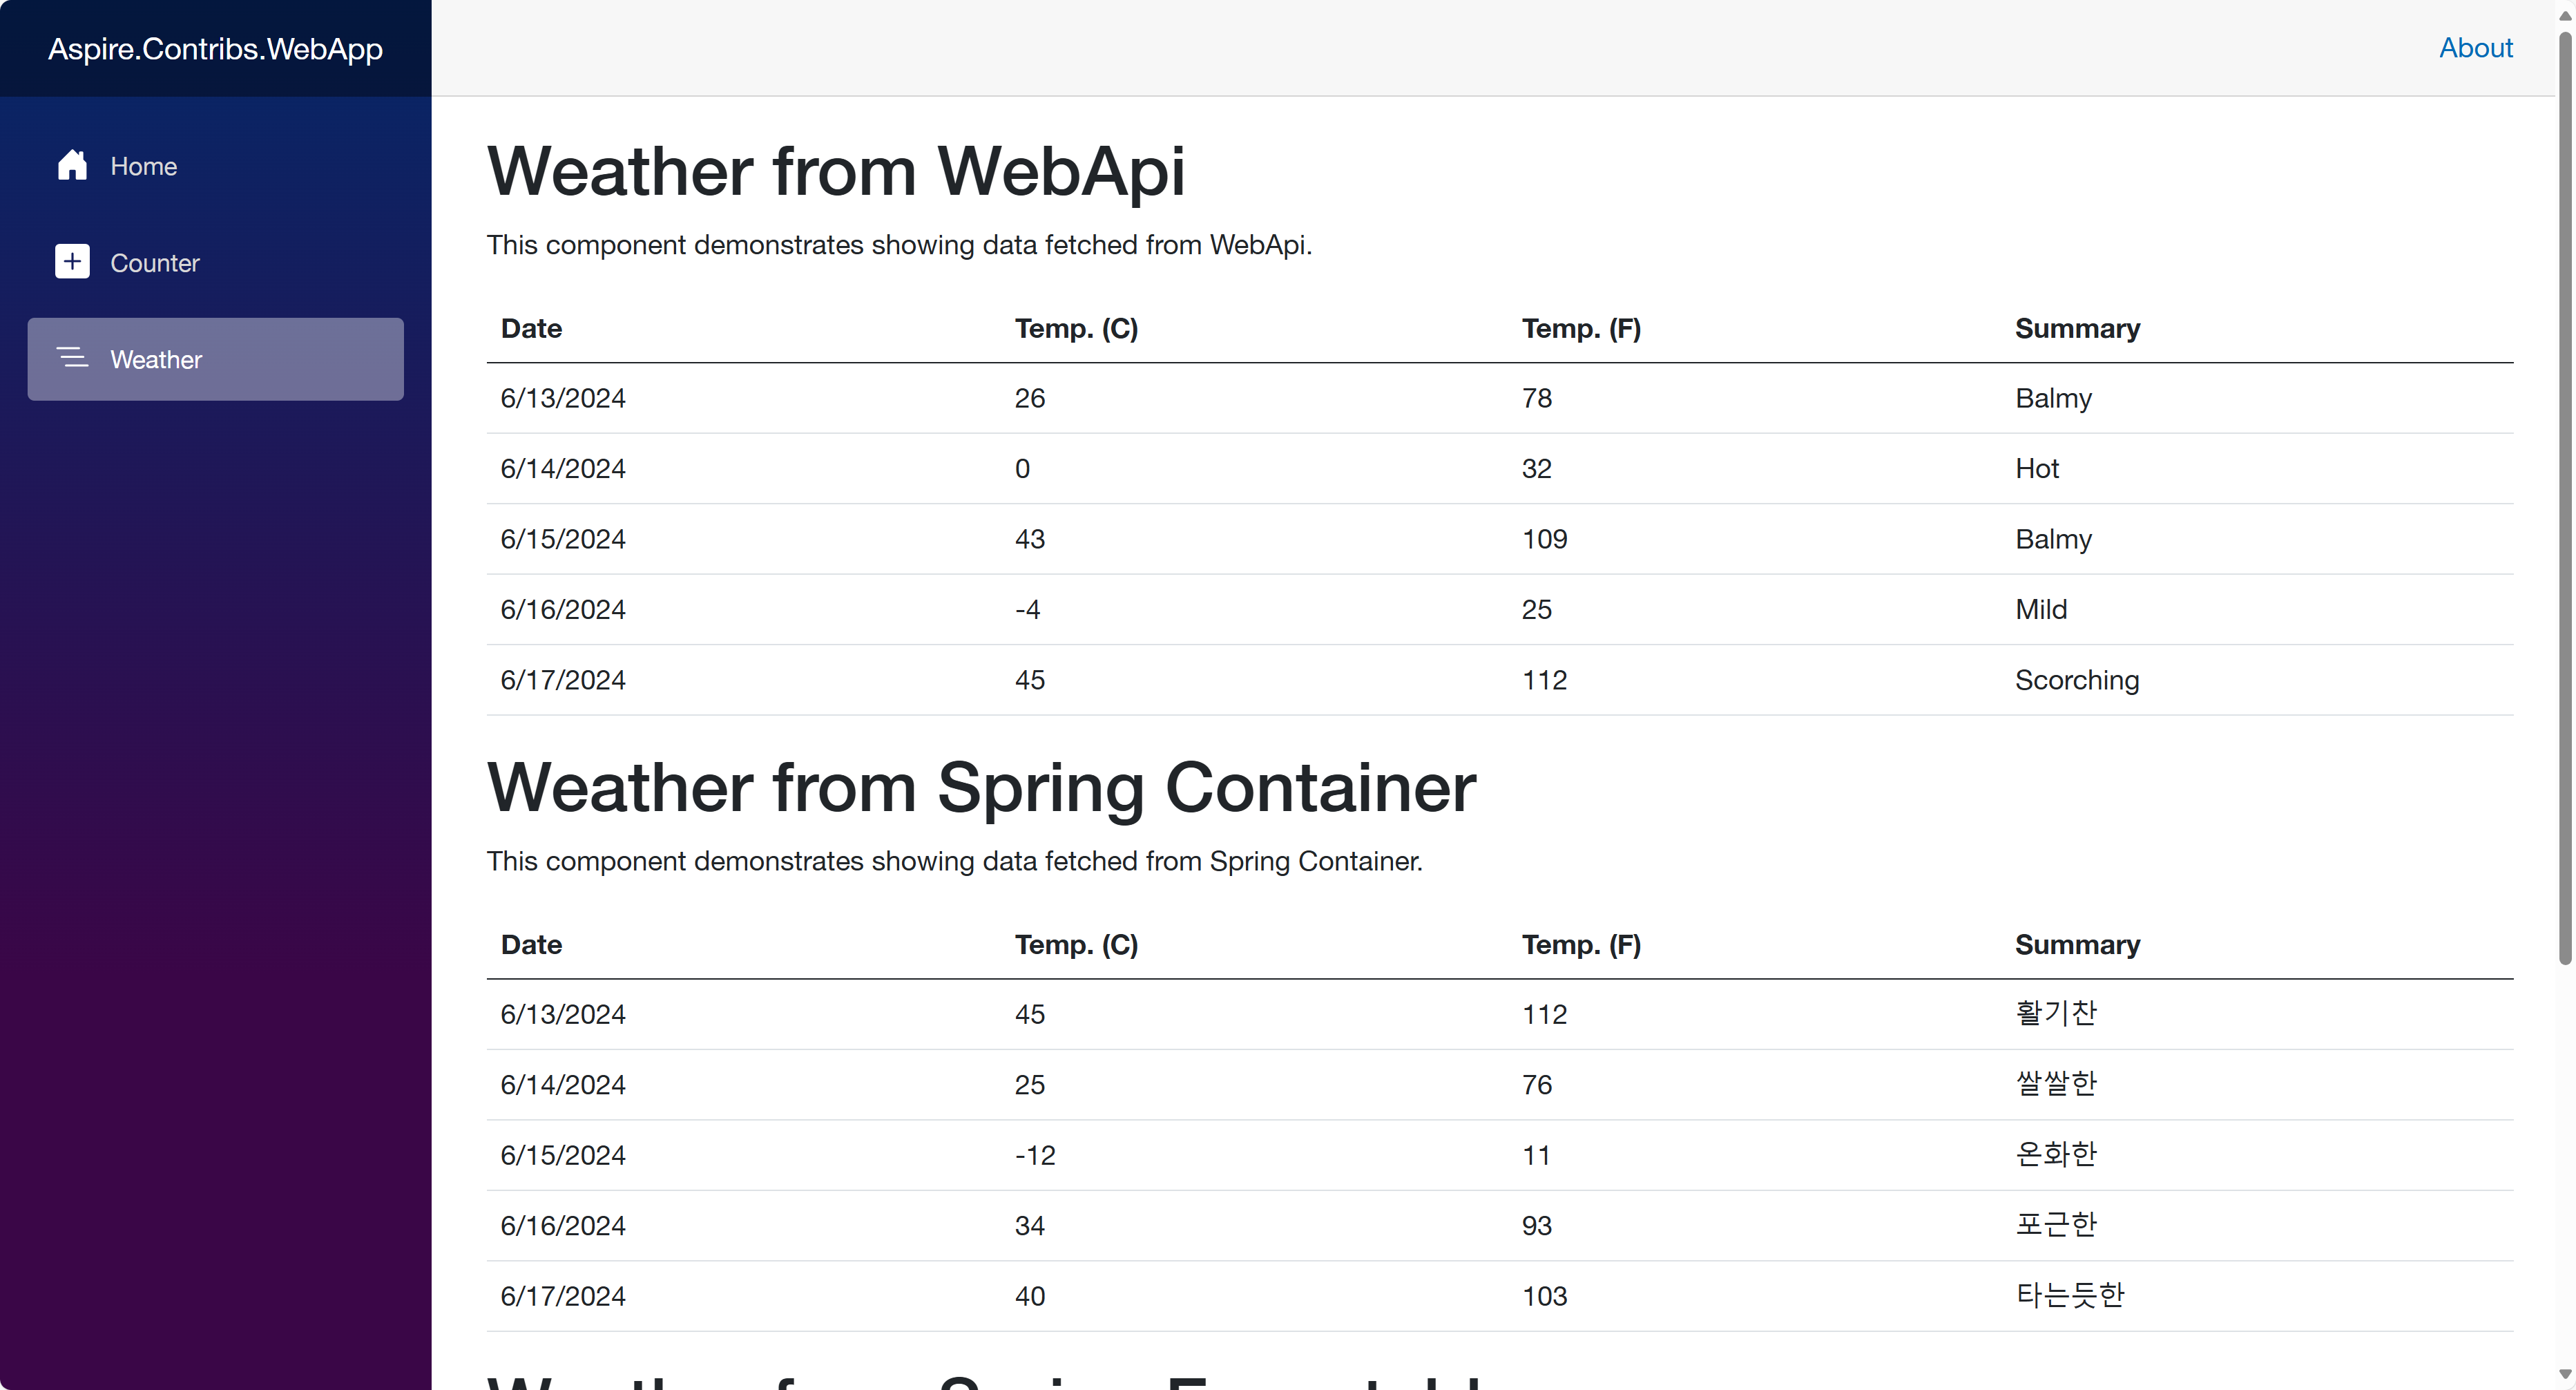 Aspire.Contribs.WebApp
About
Home
Counter
Weather
Weather from WebApi
This component demonstrates showing data fetched from WebApi.
Date Temp. (C) Temp. (F) Summary
6/13/2024 26 78 Balmy
6/14/2024 0 32 Hot
6/15/2024 43 109 Balmy
6/16/2024 -4 25 Mild
6/17/2024 45 112 Scorching
Weather from Spring Container
This component demonstrates showing data fetched from Spring Container.
Date Temp. (C) Temp. (F) Summary
6/13/2024 45 112 활기찬
6/14/2024 25 76 쌀쌀한
6/15/2024 -12 11 온화한
6/16/2024 34 93 포근한
6/17/2024 40 103 타는듯한
Weather from Spring